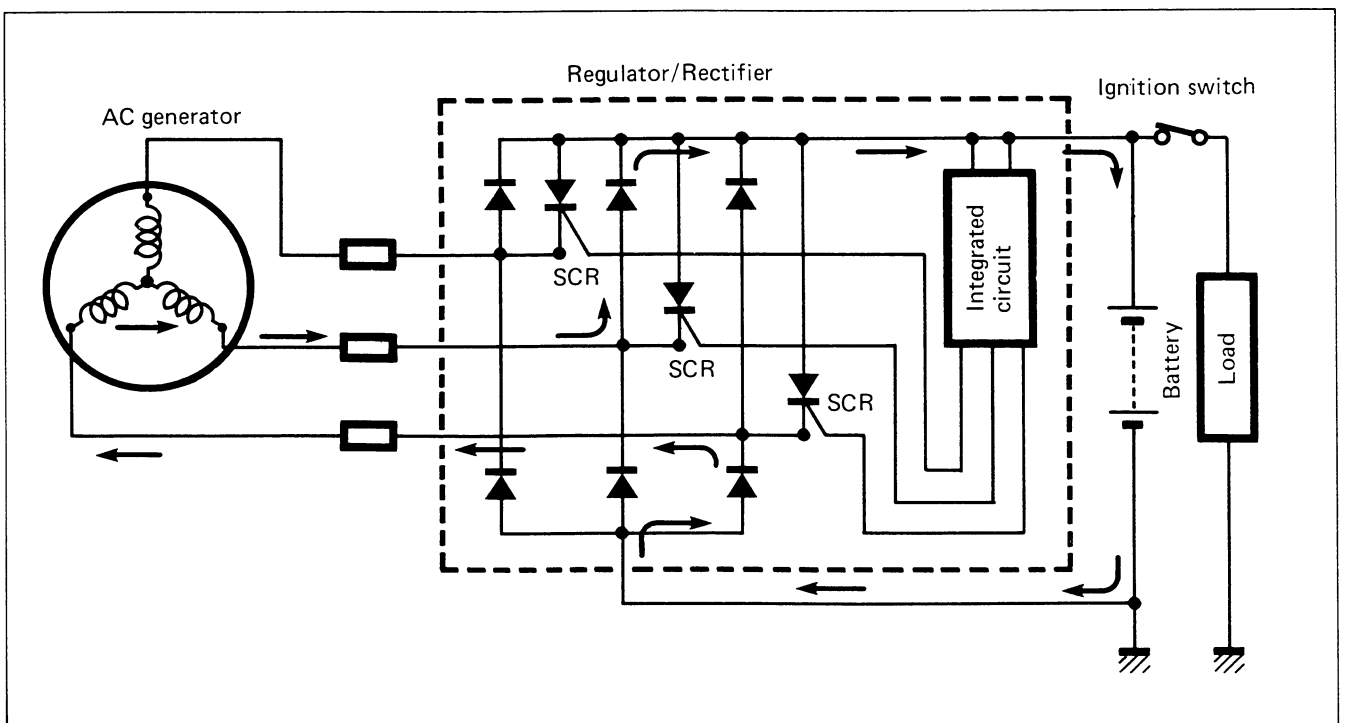 Regulator/Rectifier
Ignition switch
AC generator
SCR
SCR
SCR
Integrated
circuit
Battery
Load